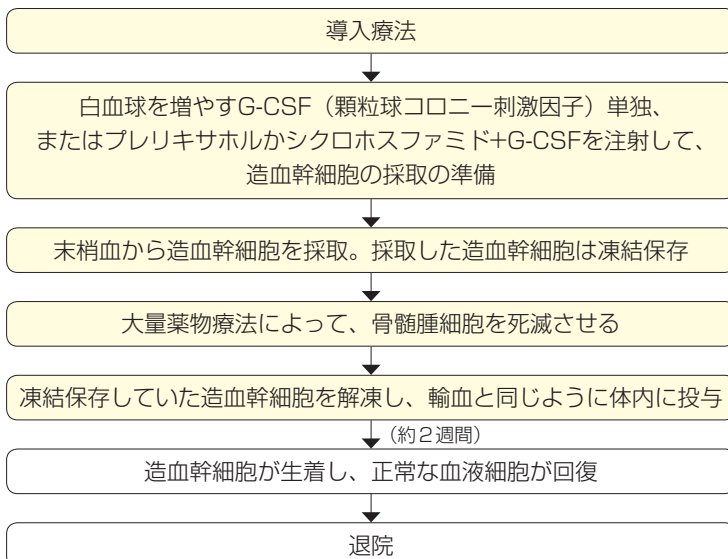 導入療法
白血球を増やすG-CSF（顆粒球コロニー刺激因子）単独、
またはプレリキサホルかシクロホスファミド+G-CSFを注射して、
造血幹細胞の採取の準備
末梢血から造血幹細胞を採取。採取した造血幹細胞は凍結保存
大量薬物療法によって、骨髄腫細胞を死滅させる
凍結保存していた造血幹細胞を解凍し、輸血と同じように体内に投与
（約２週間）
造血幹細胞が生着し、正常な血液細胞が回復
退院